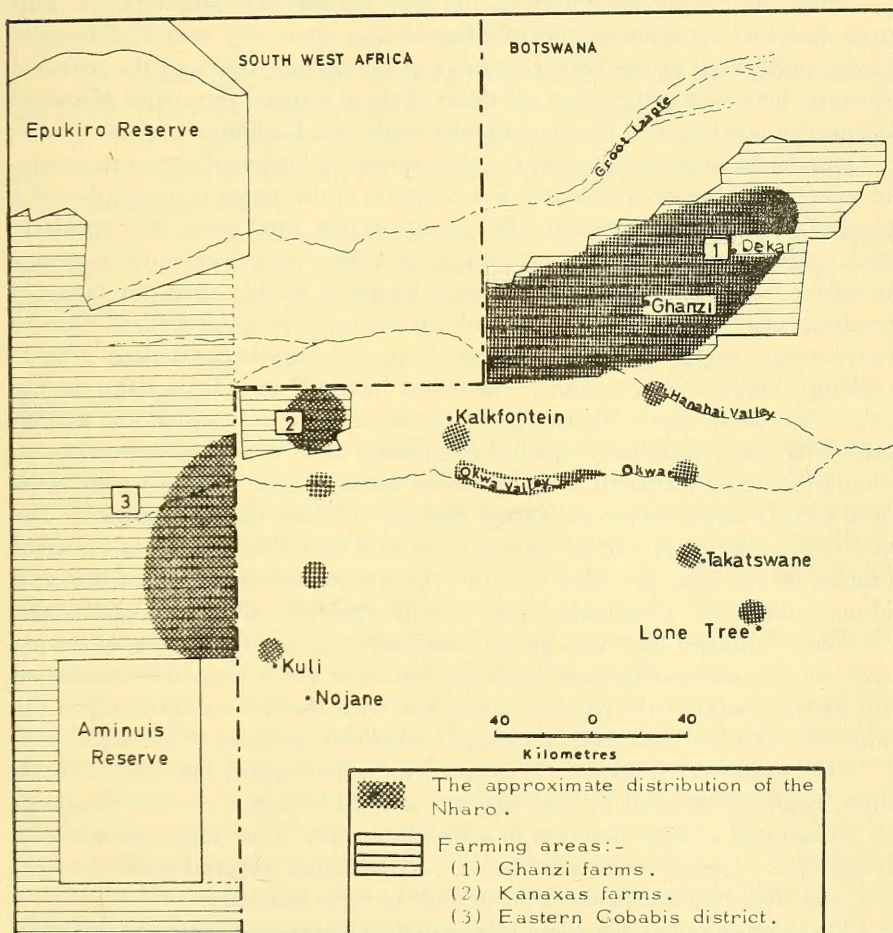 SOUTH WEST AFRICA
BOTSWANA
Epukiro Reserve
Groot Laagte
1
Dekar
Ghanzi
2
Kalkfontein
Hanahai Valley
3
Okwa Valley
Okwa
Takatswane
Lone Tree
Kuli
Nojane
Aminuis
Reserve
40 0 40
Kilometres
The approximate distribution of the
Nharo.
Farming areas:-
(1) Ghanzi farms.
(2) Kanaxas farms.
(3) Eastern Gobabis district.